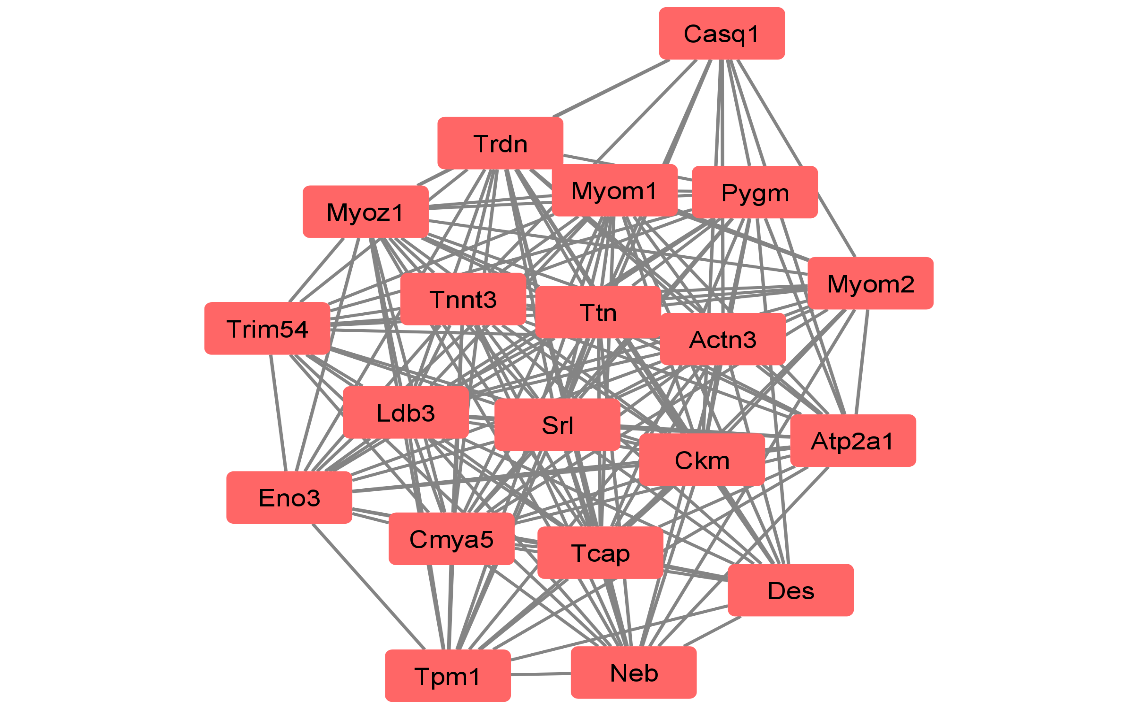 Casq1
Trdn
Myom1
Pygm
Myoz1
Myom2
Tnnt3
Ttn
Trim54
Actn3
Ldb3
Srl
Atp2a1
Ckm
Eno3
Cmya5
Tcap
Des
Tpm1
Neb